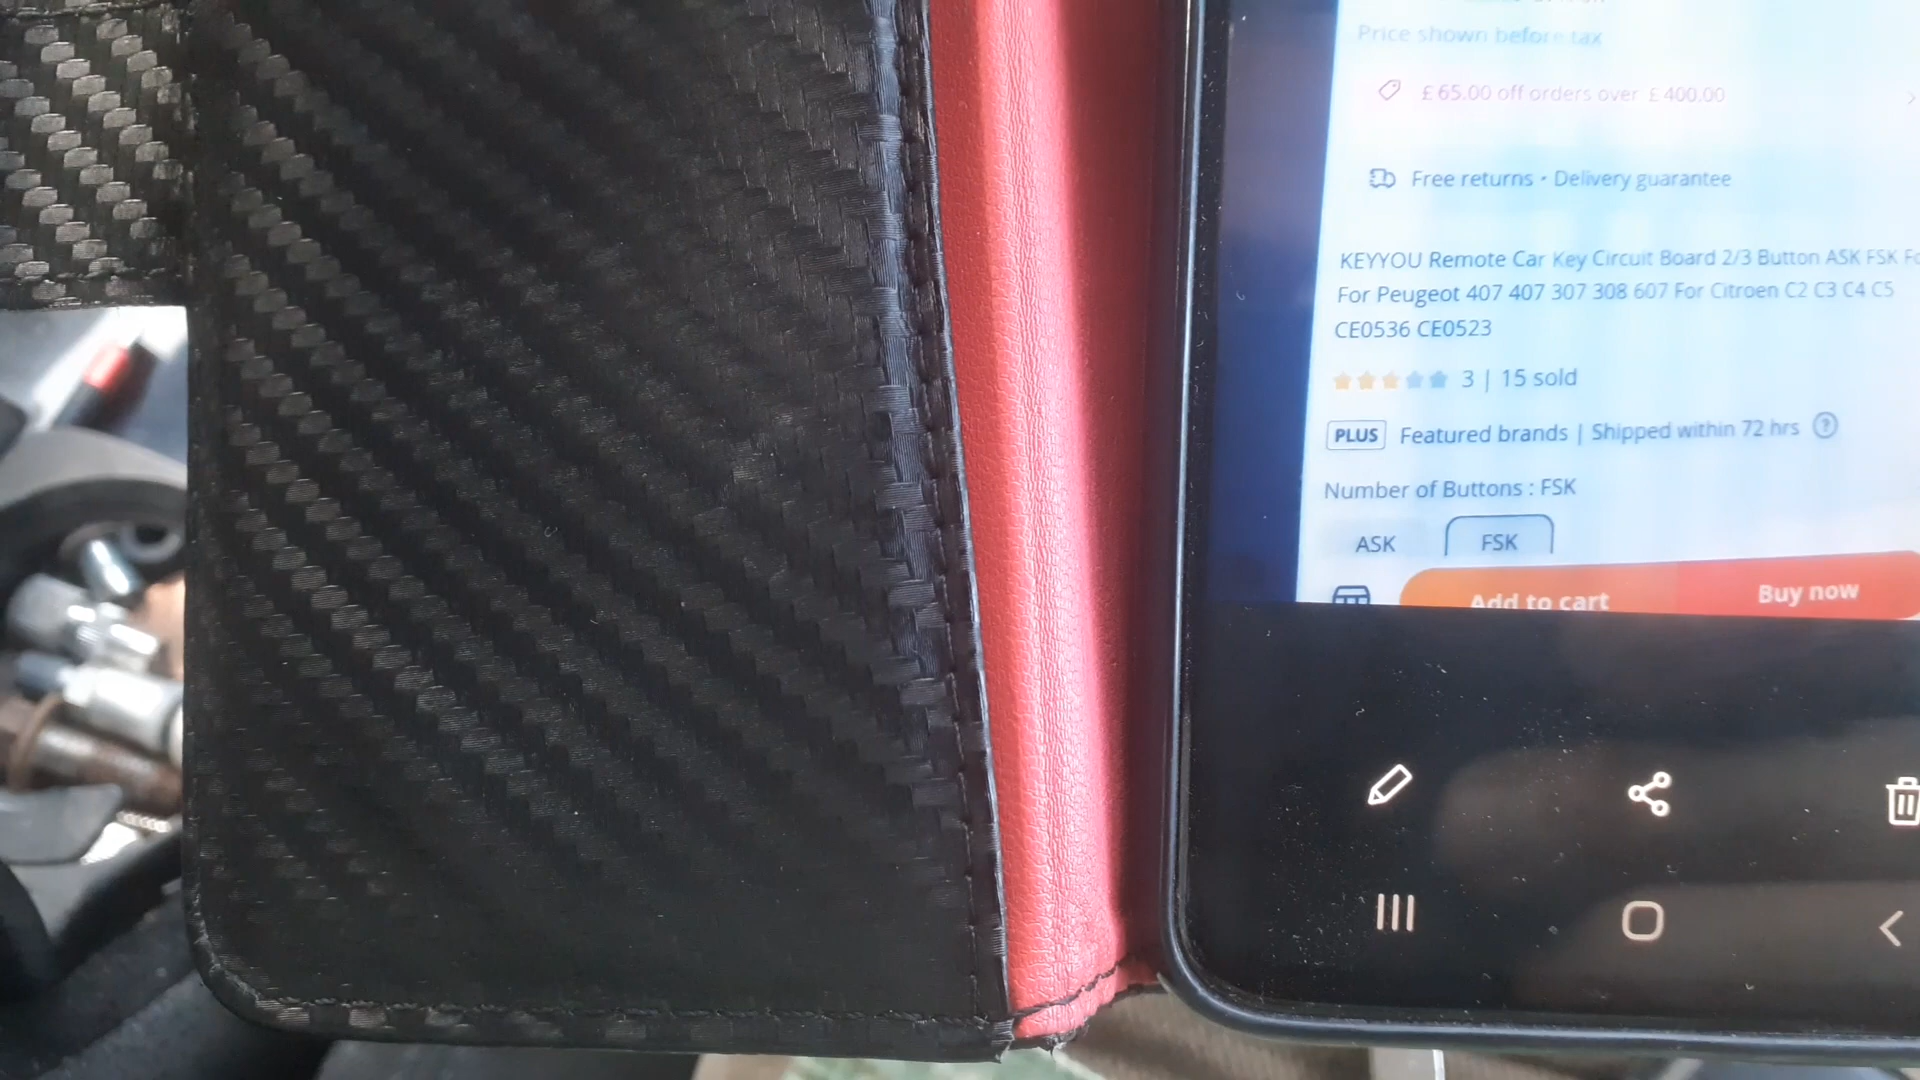 Price shown before tax
£65.00 off orders over £400.00
Free returns • Delivery guarantee
KEYYOU Remote Car Key Circuit Board 2/3 Button ASK FSK
For Peugeot 407 407 307 308 607 For Citroen C2 C3 C4 C5
CE0536 CE0523
3 | 15 sold
PLUS Featured brands | Shipped within 72 hrs ?
Number of Buttons : FSK
ASK FSK
Add to cart Buy now